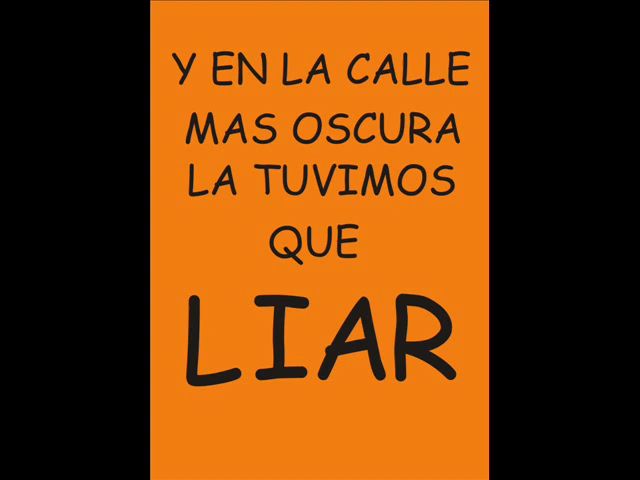 Y EN LA CALLE
MAS OSCURA
LA TUVIMOS
QUE
LIAR